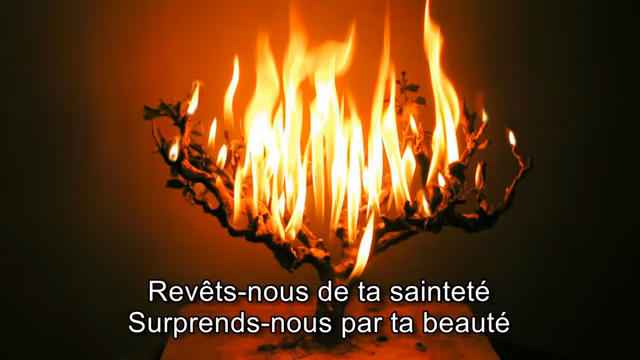 Revêts-nous de ta sainteté
Surprends-nous par ta beauté